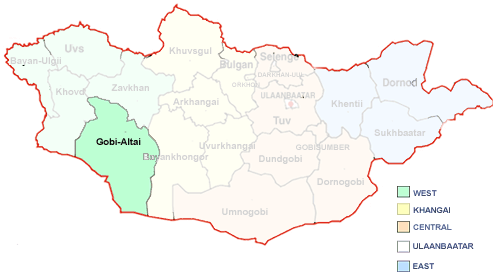 Uvs
Bayan-Ulgii
Khovd
Zavkhan
Gobi-Altai
Khuvsgul
Bulgan
Selenge
DARKHAN-UUL
ORKHON
Arkhangai
ULAANBAATAR
Tuv
Khentii
Dornod
Sukhbaatar
Bayankhongor
Uvurkhangai
Dundgobi
GOBISUMBER
Dornogobi
Umnogobi
WEST
KHANGAI
CENTRAL
ULAANBAATAR
EAST